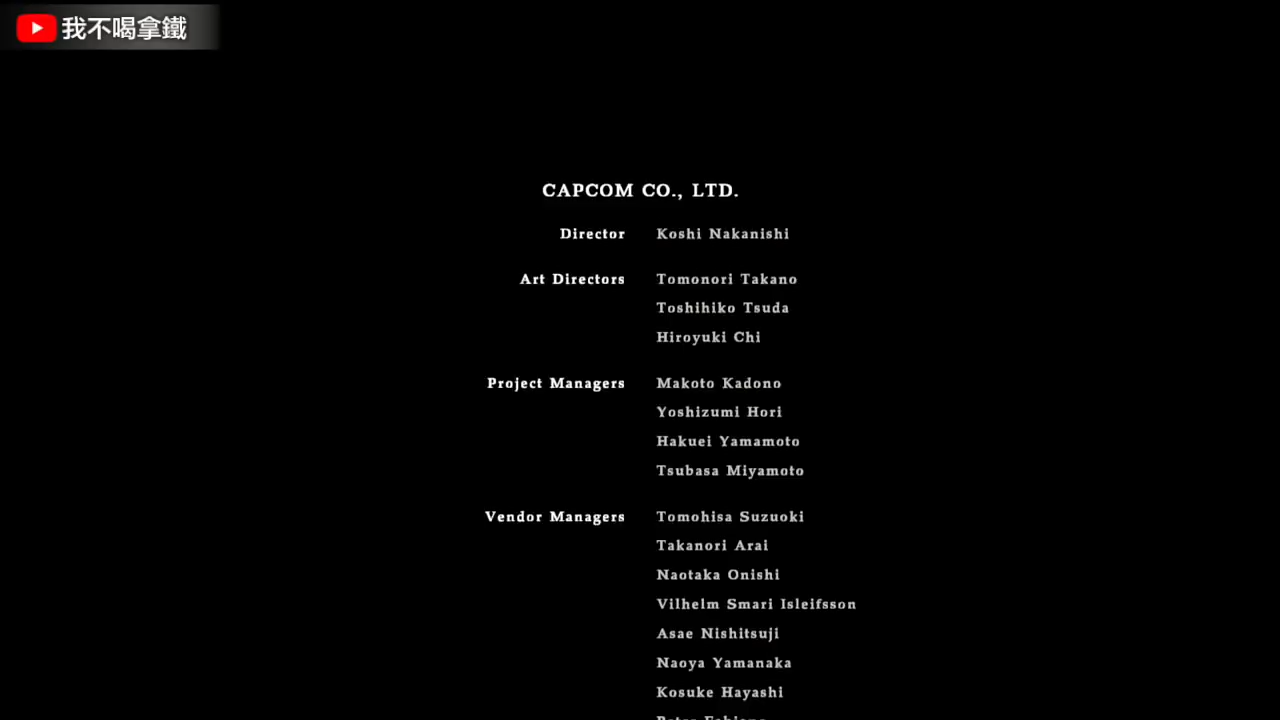 我不喝拿鐵
CAPCOM CO., LTD.
Director Koshi Nakanishi
Art Directors Tomonori Takano
Toshihiko Tsuda
Hiroyuki Chi
Project Managers Makoto Kadono
Yoshizumi Hori
Hakuei Yamamoto
Tsubasa Miyamoto
Vendor Managers Tomohisa Suzuoki
Takanori Arai
Naotaka Onishi
Vilhelm Smari Isleifsson
Asae Nishitsuji
Naoya Yamanaka
Kosuke Hayashi